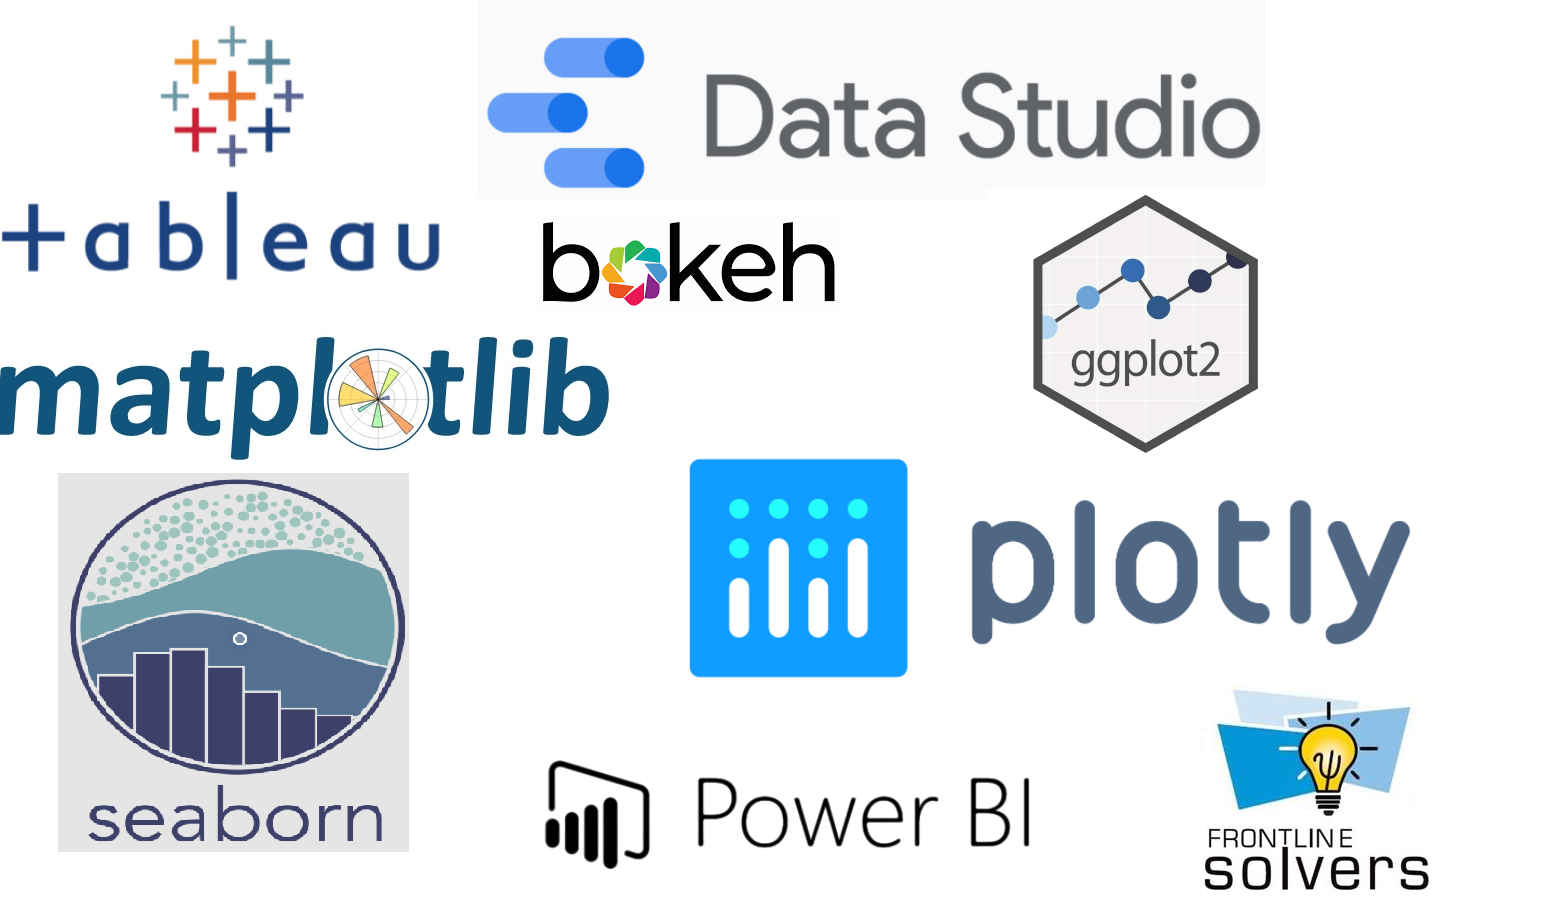 tableau
Data Studio
bokeh
ggplot2
matplotlib
plotly
seaborn
Power BI
FRONTLINE
solvers